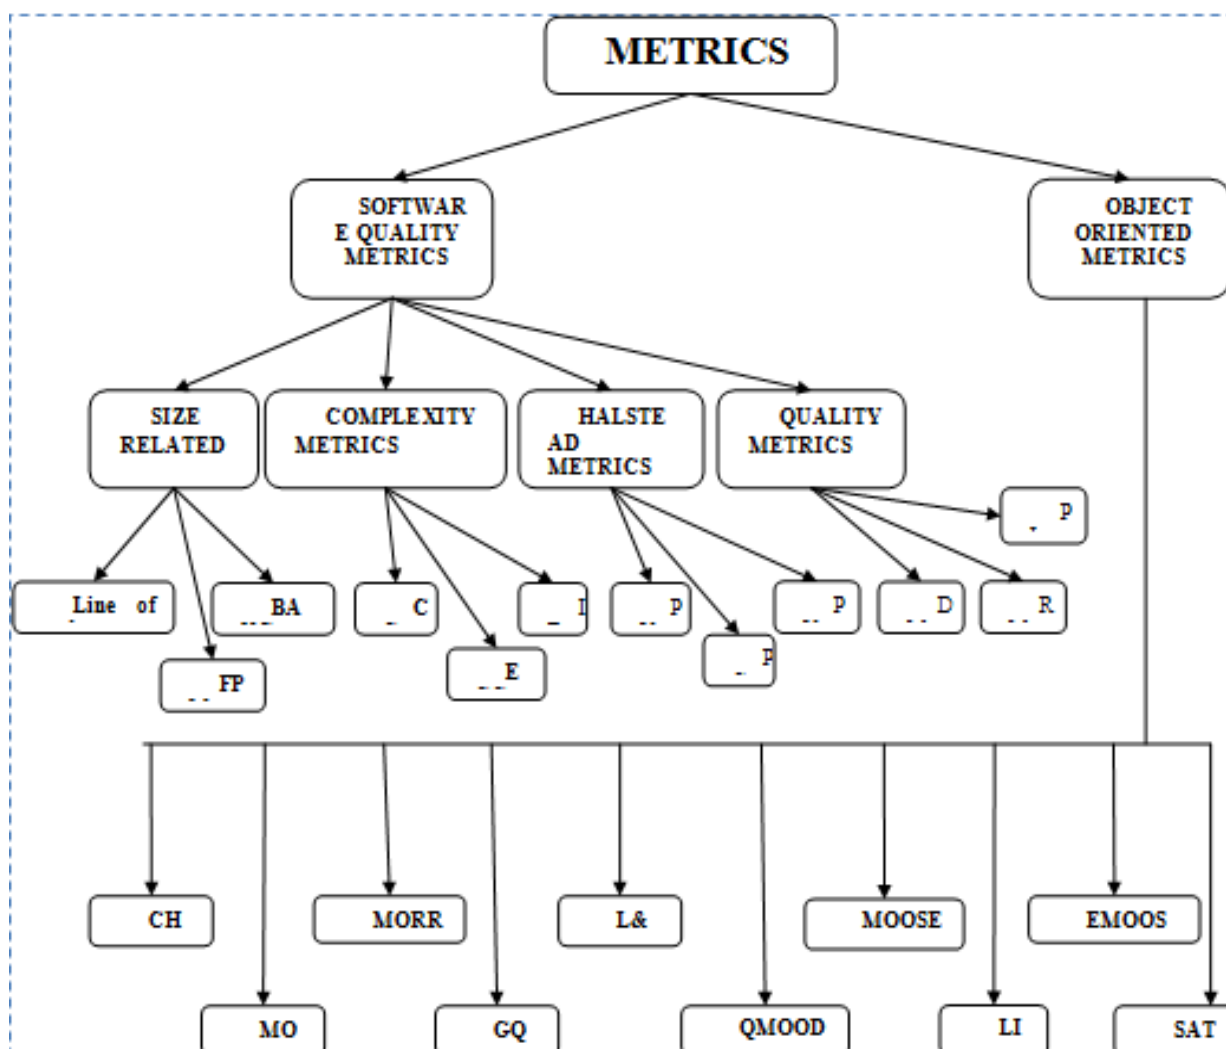 METRICS
SOFTWAR
E QUALITY
METRICS
OBJECT
ORIENTED
METRICS
SIZE
RELATED
COMPLEXITY
METRICS
HALSTE
AD
METRICS
QUALITY
METRICS
P
Line of
BA
C
I
P
P
D
R
FP
E
P
CH
MORR
L&
MOOSE
EMOOS
MO
GQ
QMOOD
LI
SAT